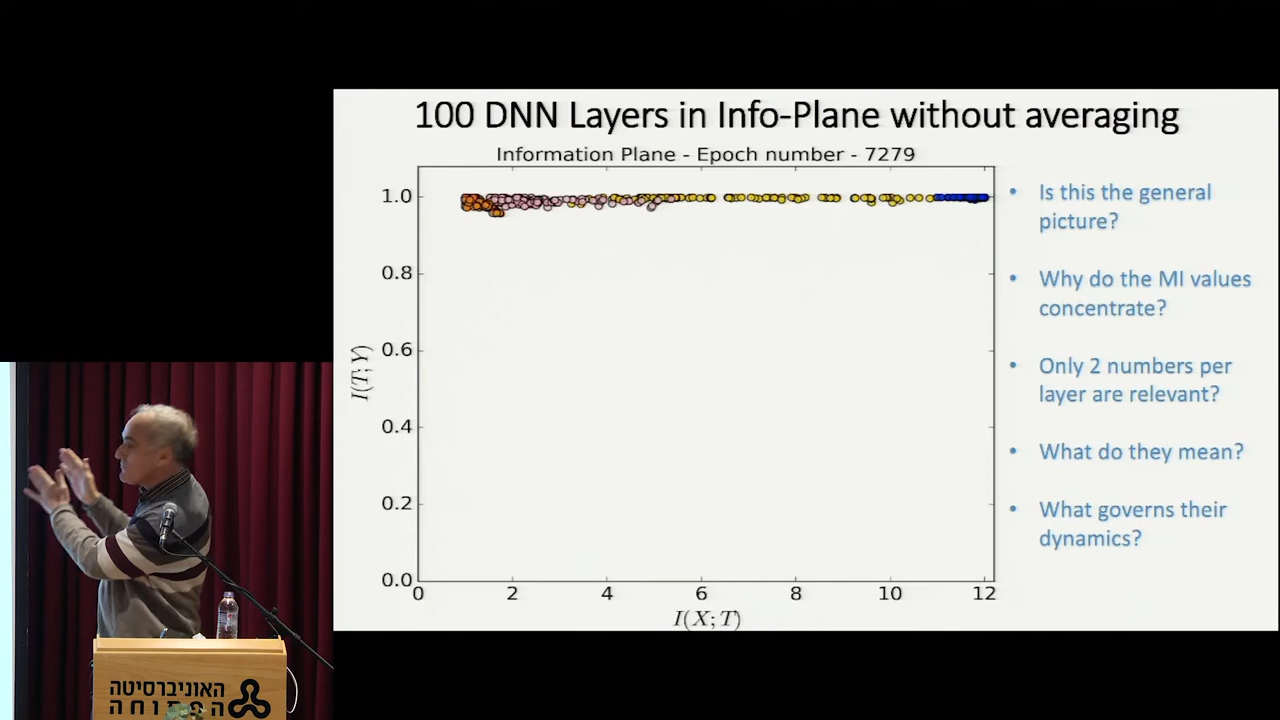 100 DNN Layers in Info-Plane without averaging
Information Plane - Epoch number - 7279
1.0
0.8
0.6
0.4
0.2
0.0
I(T;Y)
0 2 4 6 8 10 12
I(X;T)
• Is this the general
picture?
• Why do the MI values
concentrate?
• Only 2 numbers per
layer are relevant?
• What do they mean?
• What governs their
dynamics?
האוניברסיטה
הפתוחה